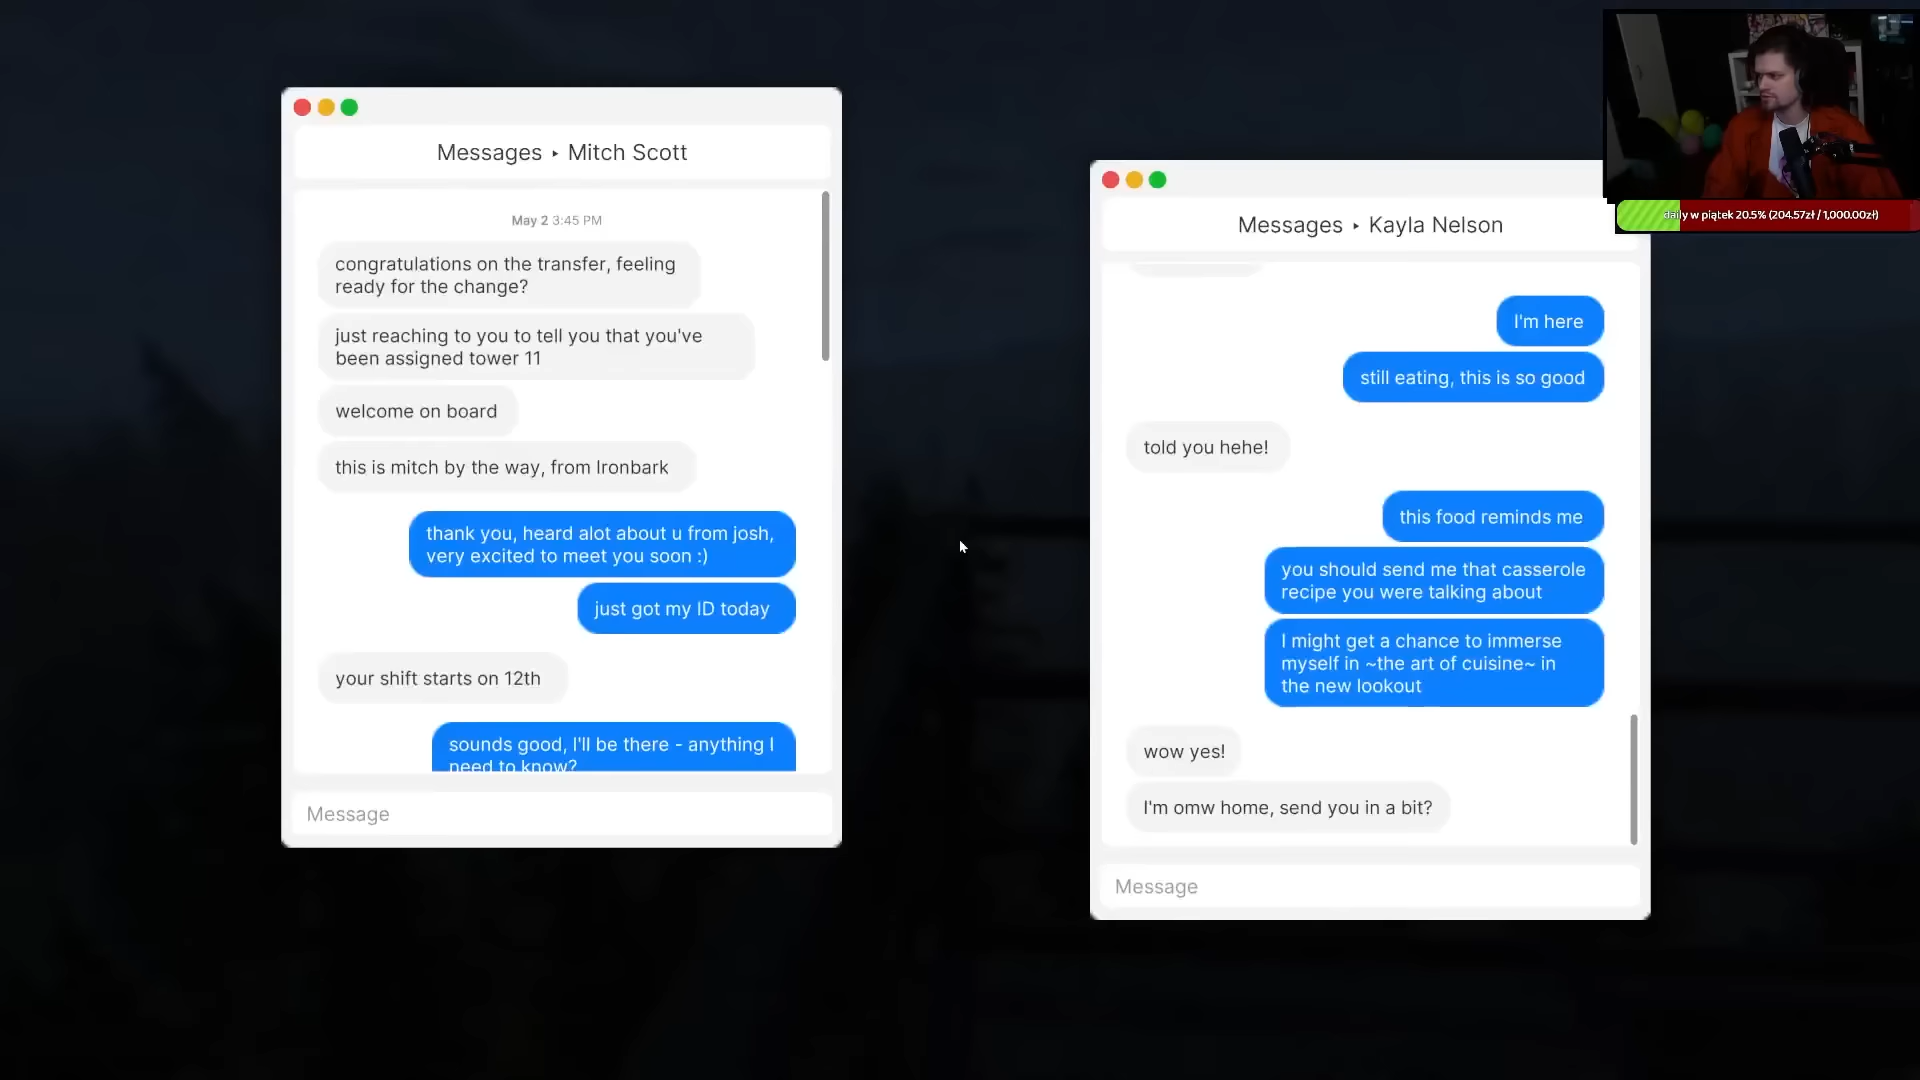 Messages ▸ Mitch Scott
May 2 3:45 PM
congratulations on the transfer, feeling
ready for the change?
just reaching to you to tell you that you've
been assigned tower 11
welcome on board
this is mitch by the way, from Ironbark
thank you, heard alot about u from josh,
very excited to meet you soon :)
just got my ID today
your shift starts on 12th
sounds good, I'll be there - anything I
need to know?
Message
Messages ▸ Kayla Nelson
I'm here
still eating, this is so good
told you hehe!
this food reminds me
you should send me that casserole
recipe you were talking about
I might get a chance to immerse
myself in ~the art of cuisine~ in
the new lookout
wow yes!
I'm omw home, send you in a bit?
Message
daily w piątek 20.5% (204.57zł / 1,000.00zł)